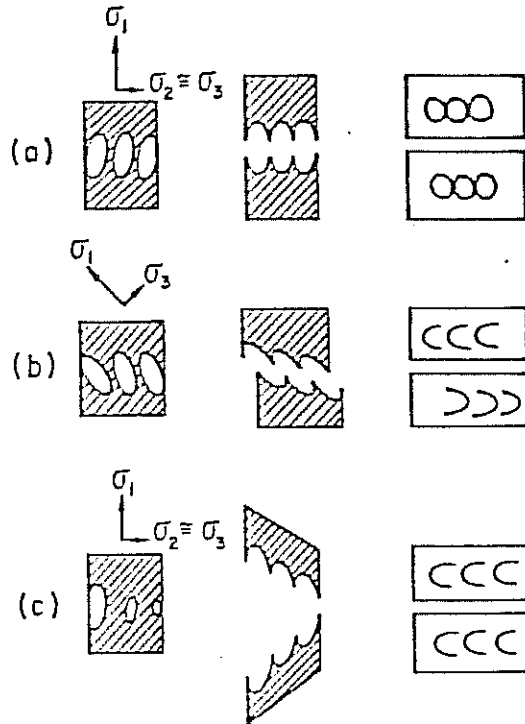 σ₁
σ₂ ≅ σ₃
(a)
σ₁
σ₃
(b)
σ₁
σ₂ ≅ σ₃
(c)